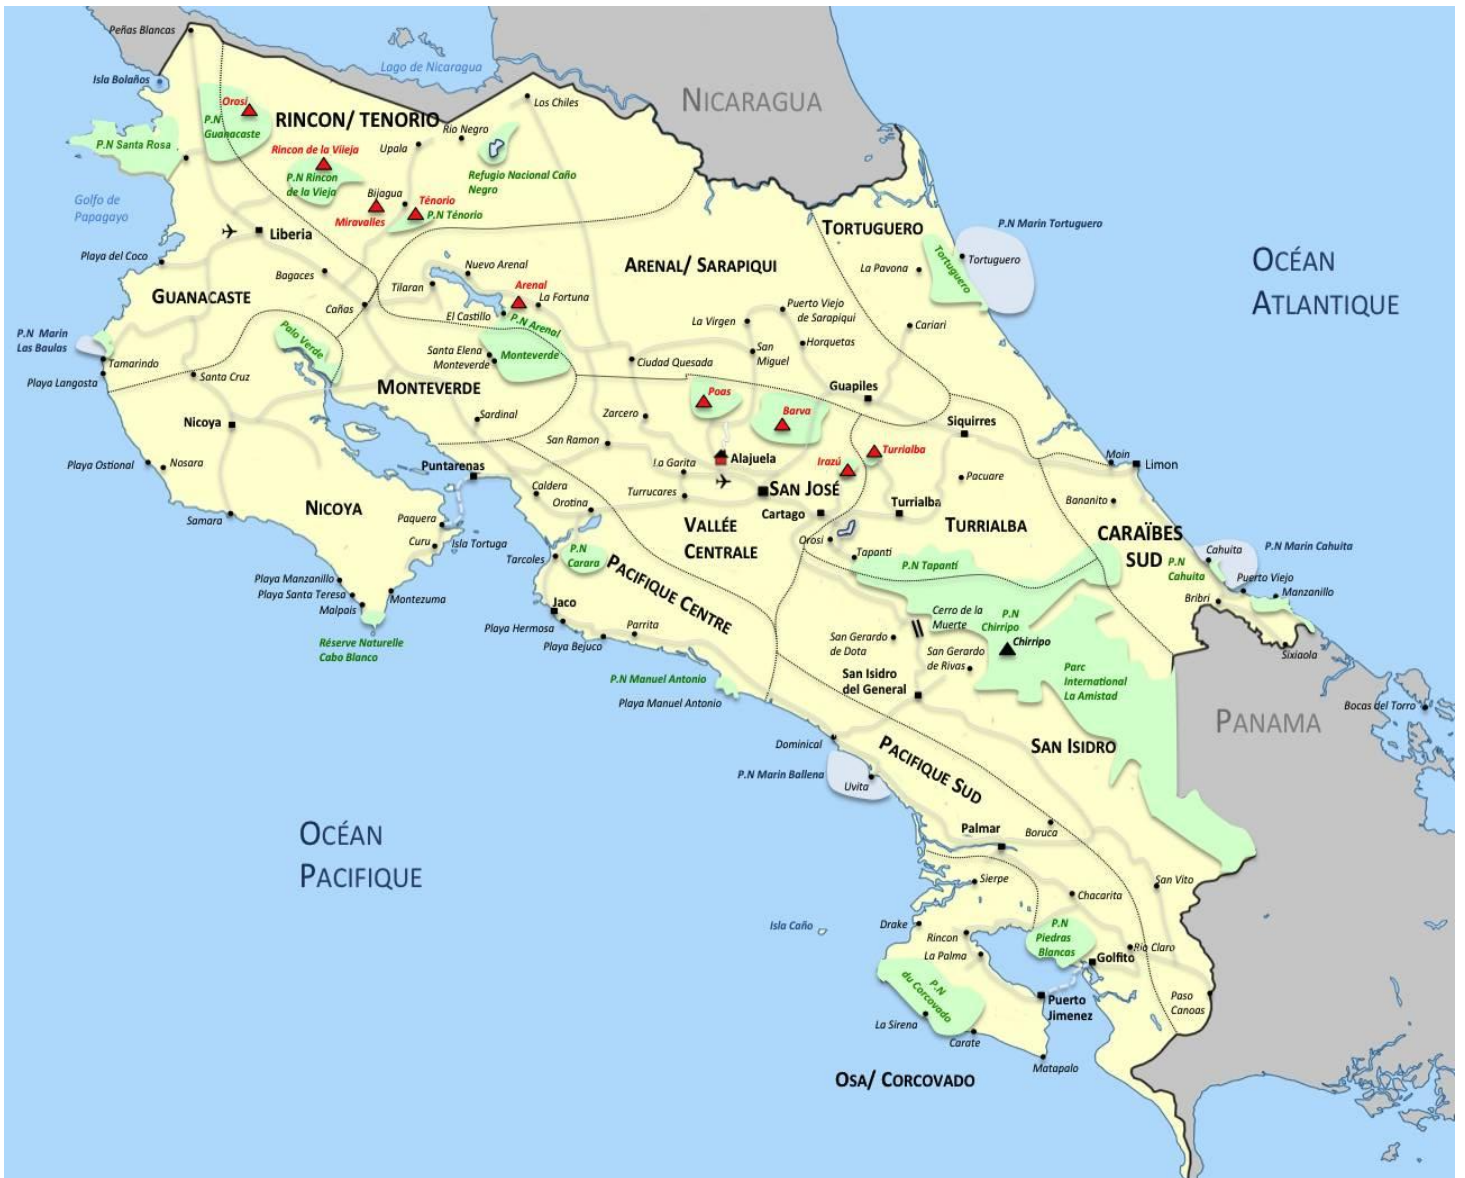 Peñas Blancas
Lago de Nicaragua
Isla Bolaños
NICARAGUA
Los Chiles
Orosi
P.N
Guanacaste
RINCON/ TENORIO
Rio Negro
P.N Santa Rosa
Rincon de la Viieja
Upala
P.N Rincon
de la Vieja
Refugio Nacional Caño
Negro
Golfo de
Papagayo
Bijagua
Ténorio
P.N Ténorio
Miravalles
Liberia
TORTUGUERO
P.N Marin Tortuguero
Tortuguero
Tortuguero
La Pavona
OCÉAN
ATLANTIQUE
Playa del Coco
GUANACASTE
Bagaces
Tilaran
Cañas
Nuevo Arenal
ARENAL/ SARAPIQUI
Arenal
La Fortuna
El Castillo
P.N Arenal
Puerto Viejo
de Sarapiqui
La Virgen
Cariari
P.N Marin
Las Baulas
Palo Verde
Tamarindo
Playa Langosta
Santa Cruz
Santa Elena
Monteverde
Monteverde
Ciudad Quesada
San
Miguel
Horquetas
MONTEVERDE
Guapiles
Poas
Barva
Nicoya
Sardinal
Zarcero
Siquirres
San Ramon
Playa Ostional
Nosara
Puntarenas
La Garita
Alajuela
Irazú
Turrialba
Moin
Limon
Pacuare
Caldera
Orotina
Turrucares
SAN JOSÉ
Cartago
Turrialba
Bananito
NICOYA
Samara
Paquera
Curu
Isla Tortuga
VALLÉE
CENTRALE
TURRIALBA
CARAÏBES
SUD
Orosi
Tapanti
P.N Tapanti
Cahuita
P.N Marin Cahuita
P.N
Cahuita
Puerto Viejo
Manzanillo
Bribri
Sixiaola
Tarcoles
P.N
Carara
PACIFIQUE CENTRE
Playa Manzanillo
Playa Santa Teresa
Malpais
Montezuma
Réserve Naturelle
Cabo Blanco
Jaco
Playa Hermosa
Parrita
Playa Bejuco
Cerro de la
Muerte
P.N
Chirripo
Chirripo
San Gerardo
de Dota
San Gerardo
de Rivas
San Isidro
del General
Parc
International
La Amistad
P.N Manuel Antonio
Playa Manuel Antonio
PANAMA
Bocas del Torro
SAN ISIDRO
Dominical
P.N Marin Ballena
Uvita
PACIFIQUE SUD
OCÉAN
PACIFIQUE
Palmar
Boruca
Sierpe
San Vito
Chacarita
Isla Caño
Drake
Rincon
La Palma
P.N
Piedras
Blancas
Rio Claro
Golfito
P.N
du Corcovado
Puerto
Jimenez
Paso
Canoas
La Sirena
Carate
Matapalo
OSA/ CORCOVADO